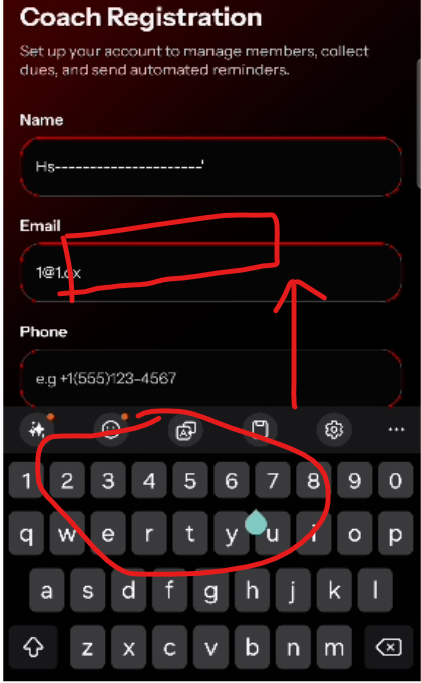 Coach Registration
Set up your account to manage members, collect
dues, and send automated reminders.
Name
Hs---------------------'
Email
1@1.cx
Phone
e.g +1(555)123-4567
1 2 3 4 5 6 7 8 9 0
q w e r t y u i o p
a s d f g h j k l
z x c v b n m